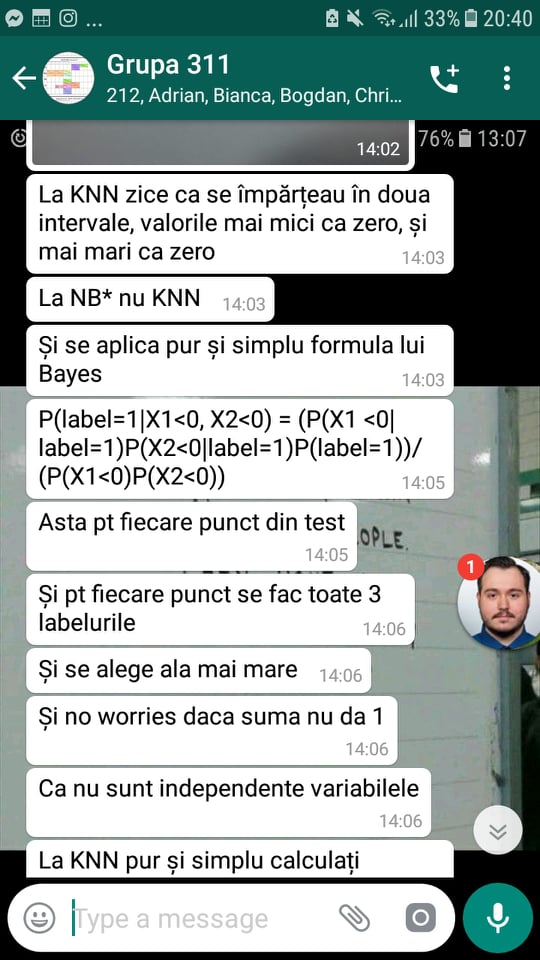 ... 33% 20:40
Grupa 311
212, Adrian, Bianca, Bogdan, Chri...
14:02 76% 13:07
La KNN zice ca se împărțeau în doua
intervale, valorile mai mici ca zero, și
mai mari ca zero
14:03
La NB* nu KNN 14:03
Și se aplica pur și simplu formula lui
Bayes
14:03
P(label=1|X1<0, X2<0) = (P(X1 <0|
label=1)P(X2<0|label=1)P(label=1))/
(P(X1<0)P(X2<0))
14:05
Asta pt fiecare punct din test
14:05
OPLE.
1
Și pt fiecare punct se fac toate 3
labelurile
14:06
Și se alege ala mai mare 14:06
Și no worries daca suma nu da 1
14:06
Ca nu sunt independente variabilele
14:06
La KNN pur și simplu calculați
Type a message